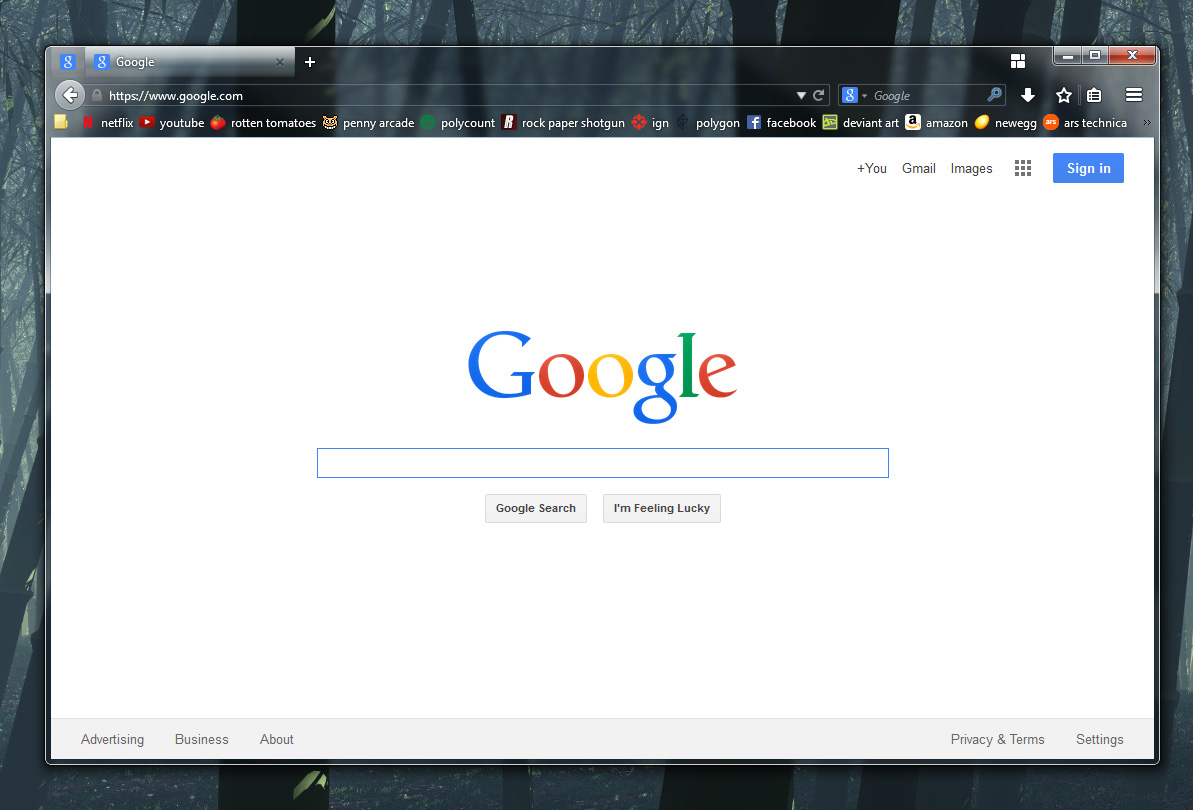 Google
https://www.google.com
Google
netflix youtube rotten tomatoes penny arcade polycount rock paper shotgun ign polygon facebook deviant art amazon newegg ars technica
+You Gmail Images Sign in
Google
Google Search I'm Feeling Lucky
Advertising Business About Privacy & Terms Settings